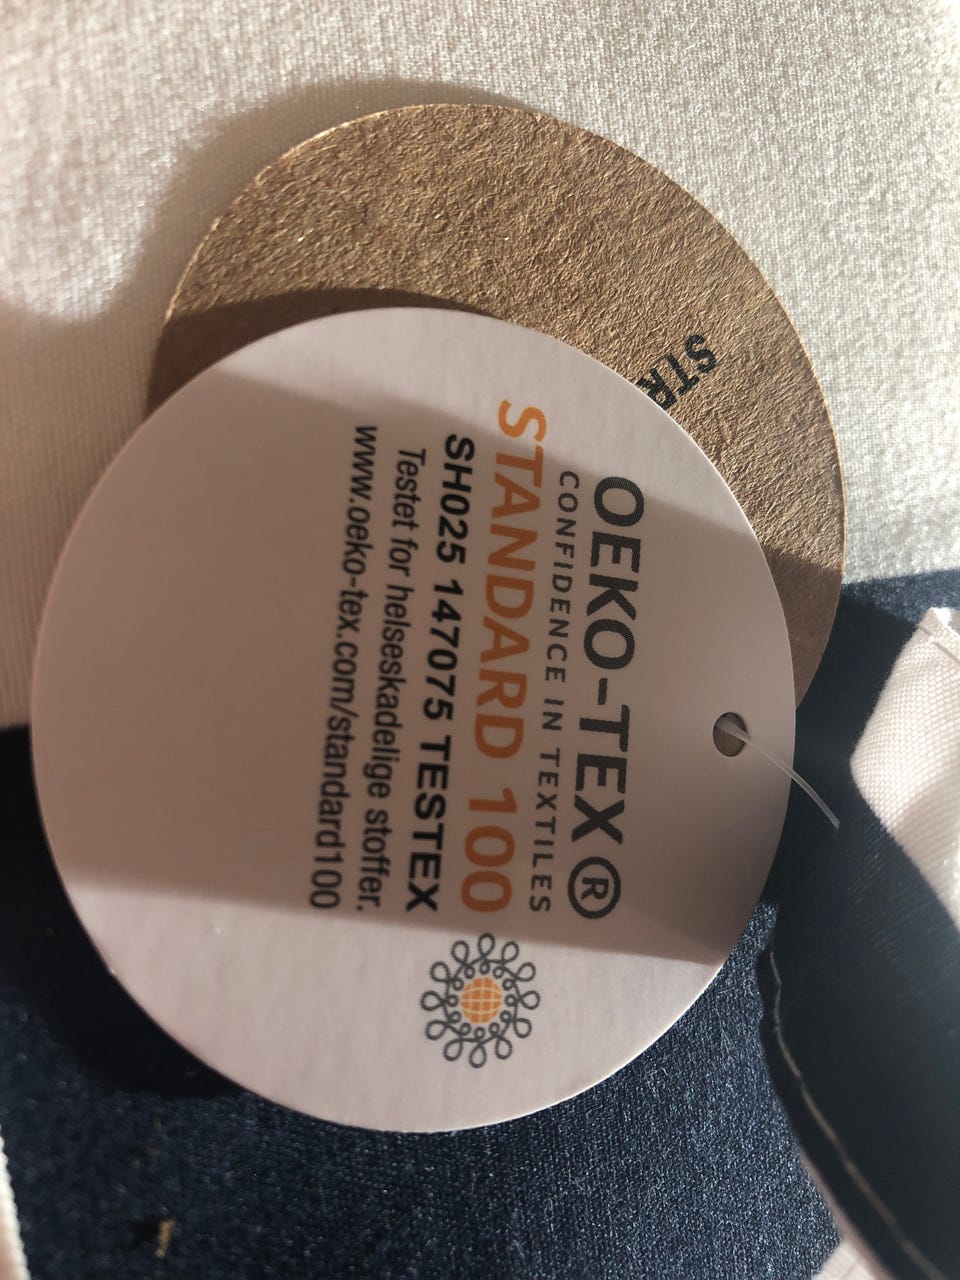 OEKO-TEX®
CONFIDENCE IN TEXTILES
STANDARD 100
SH025 147075 TESTEX
Testet for helseskadelige stoffer.
www.oeko-tex.com/standard100
STR